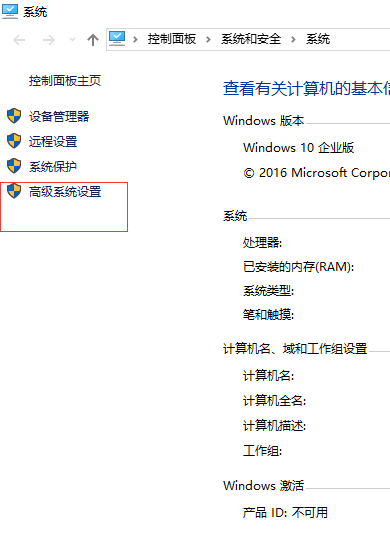 系统
控制面板 > 系统和安全 > 系统
控制面板主页
设备管理器
远程设置
系统保护
高级系统设置
查看有关计算机的基本
Windows 版本
Windows 10 企业版
© 2016 Microsoft Corpor
系统
处理器:
已安装的内存(RAM):
系统类型:
笔和触摸:
计算机名、域和工作组设置
计算机名:
计算机全名:
计算机描述:
工作组:
Windows 激活
产品 ID: 不可用